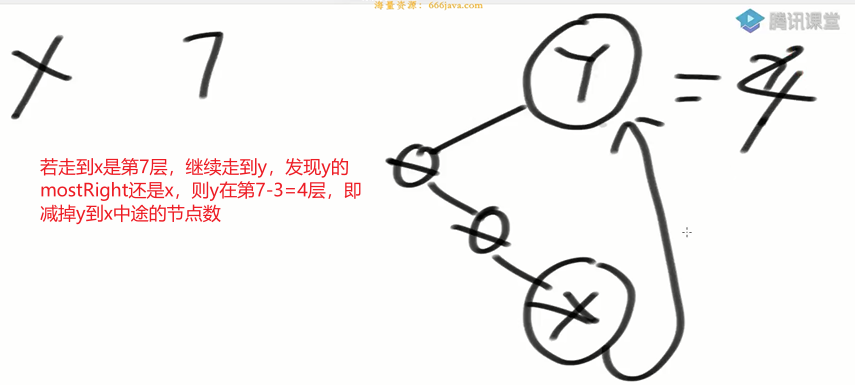 海量资源：666java.com
腾讯课堂
X 7
Y = 4
若走到x是第7层，继续走到y，发现y的
mostRight还是x，则y在第7-3=4层，即
减掉y到x中途的节点数
X